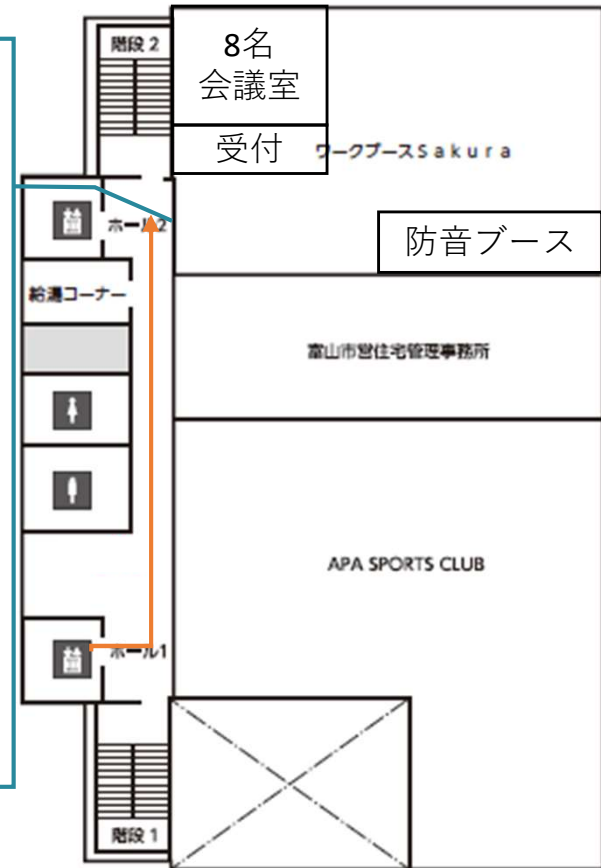 階段 2
8名
会議室
受付
ワークブースSakura
ホール2
防音ブース
給湯コーナー
富山市営住宅管理事務所
APA SPORTS CLUB
ホール1
階段 1